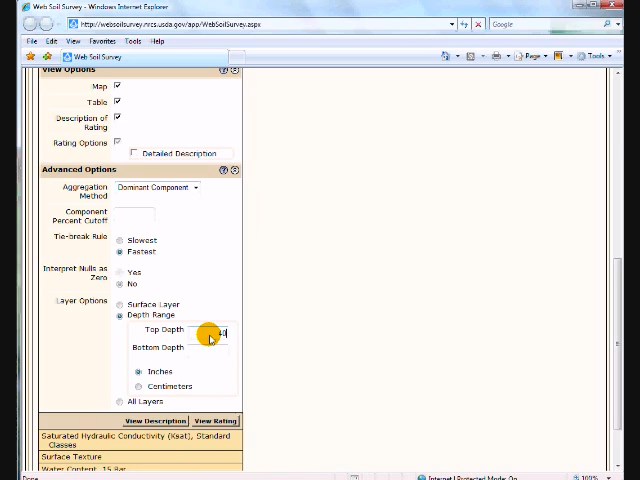 Web Soil Survey - Windows Internet Explorer
http://websoilsurvey.nrcs.usda.gov/app/WebSoilSurvey.aspx
Google
File Edit View Favorites Tools Help
Web Soil Survey
Page Tools
View Options
Map
Table
Description of
Rating
Rating Options
Detailed Description
Advanced Options
Aggregation
Method
Dominant Component
Component
Percent Cutoff
Tie-break Rule
Slowest
Fastest
Interpret Nulls as
Zero
Yes
No
Layer Options
Surface Layer
Depth Range
Top Depth
40
Bottom Depth
Inches
Centimeters
All Layers
View Description View Rating
Saturated Hydraulic Conductivity (Ksat), Standard
Classes
Surface Texture
Water Content, 15 Bar
Done
Internet | Protected Mode: On
100%